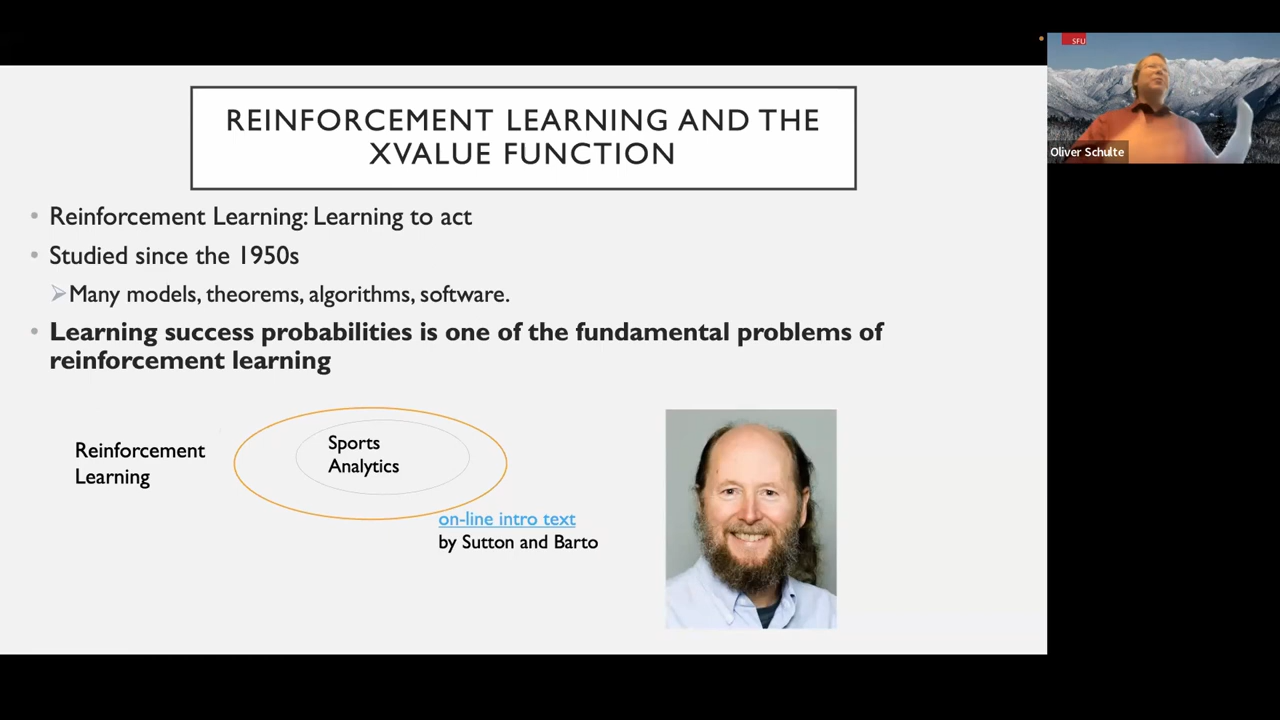 REINFORCEMENT LEARNING AND THE
XVALUE FUNCTION
• Reinforcement Learning: Learning to act
• Studied since the 1950s
➢Many models, theorems, algorithms, software.
• Learning success probabilities is one of the fundamental problems of
reinforcement learning
Reinforcement
Learning
Sports
Analytics
on-line intro text
by Sutton and Barto
SFU
Oliver Schulte